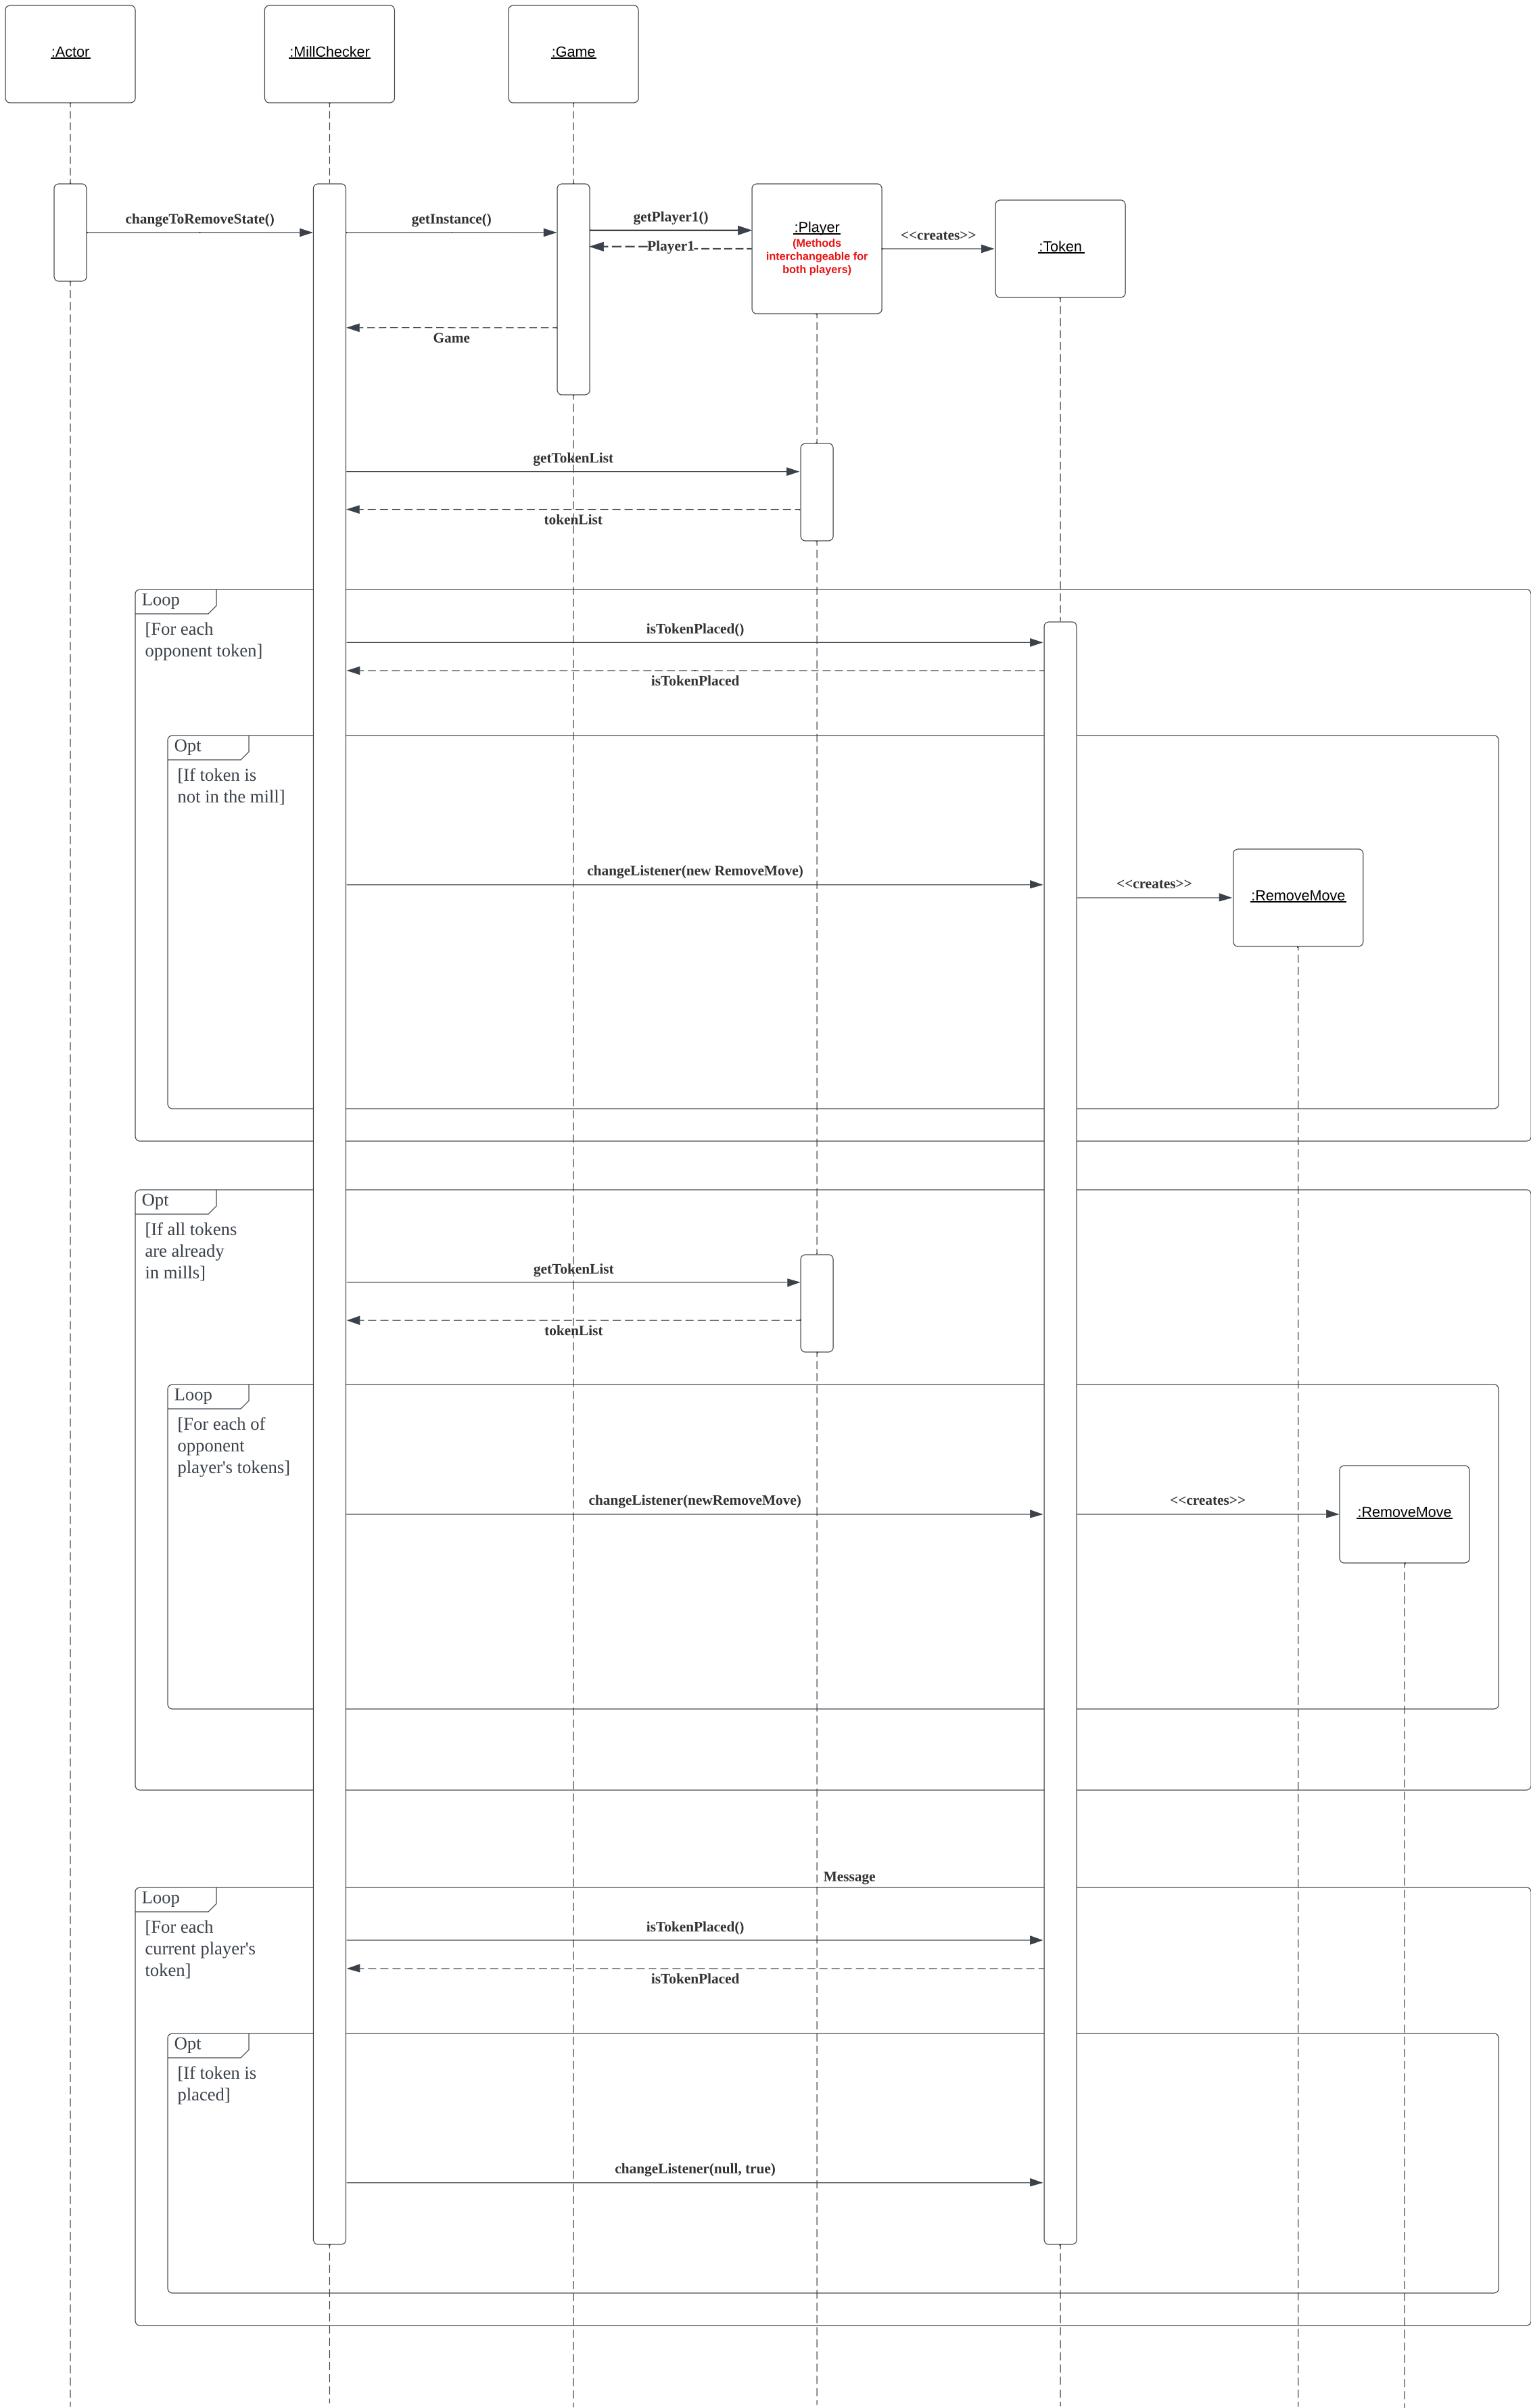 :Actor
:MillChecker
:Game
changeToRemoveState()
getInstance()
getPlayer1()
Player1
:Player
(Methods
interchangeable for
both players)
<<creates>>
:Token
Game
getTokenList
tokenList
Loop
[For each
opponent token]
isTokenPlaced()
isTokenPlaced
Opt
[If token is
not in the mill]
changeListener(new RemoveMove)
<<creates>>
:RemoveMove
Opt
[If all tokens
are already
in mills]
getTokenList
tokenList
Loop
[For each of
opponent
player's tokens]
changeListener(newRemoveMove)
<<creates>>
:RemoveMove
Message
Loop
[For each
current player's
token]
isTokenPlaced()
isTokenPlaced
Opt
[If token is
placed]
changeListener(null, true)